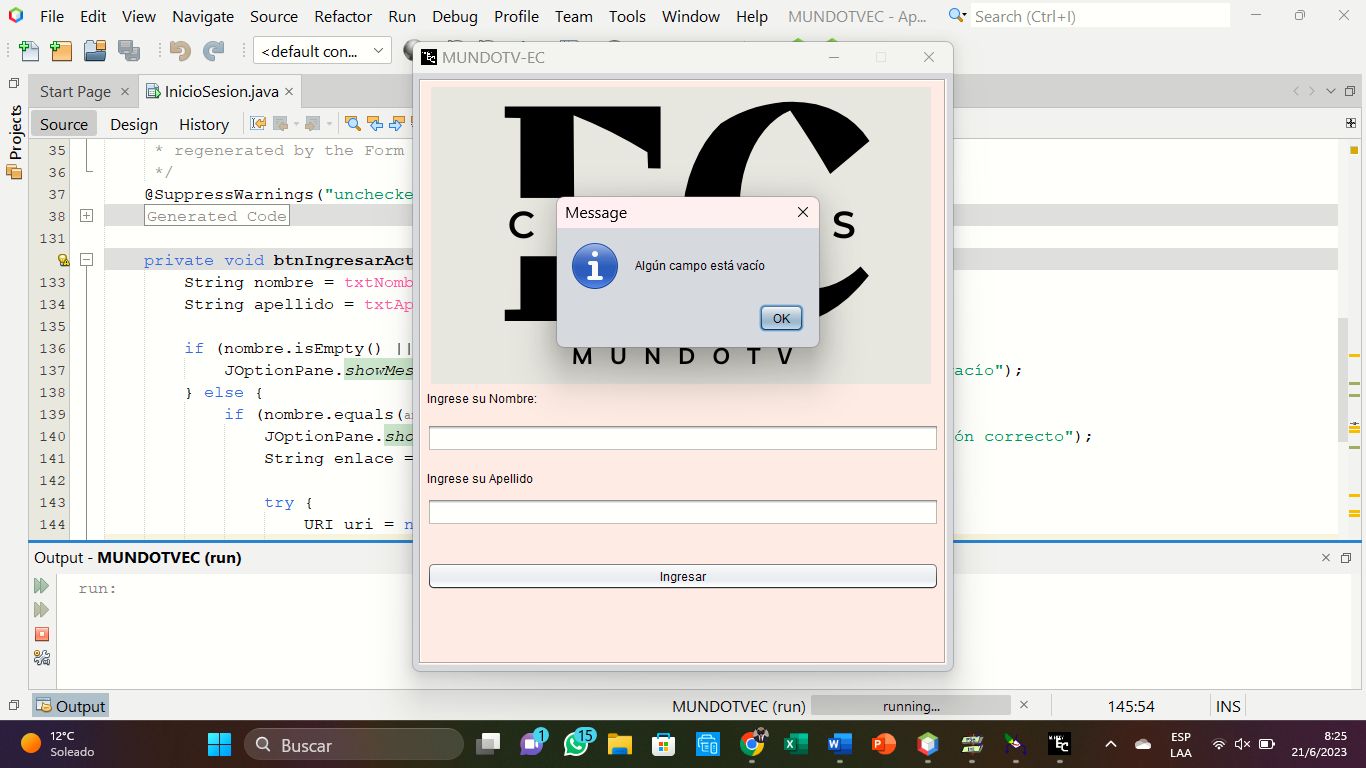 File Edit View Navigate Source Refactor Run Debug Profile Team Tools Window Help MUNDOTVEC - Ap... Search (Ctrl+I)
<default con...
MUNDOTV-EC
Projects
Start Page InicioSesion.java
Source Design History
35 * regenerated by the Form
36 */
37 @SuppressWarnings("unchecke
38 Generated Code
131
private void btnIngresarAct
133 String nombre = txtNomb
134 String apellido = txtAp
135
136 if (nombre.isEmpty() ||
137 JOptionPane.showMes acío");
138 } else {
139 if (nombre.equals(
140 JOptionPane.sho ón correcto");
141 String enlace =
142
143 try {
144 URI uri = n
EC
C S
MUNDOTV
Message
Algún campo está vacío
OK
Ingrese su Nombre:
Ingrese su Apellido
Ingresar
Output - MUNDOTVEC (run)
run:
Output MUNDOTVEC (run) running... 145:54 INS
12°C
Soleado
Buscar
1
15
EC
ESP
LAA
8:25
21/6/2023